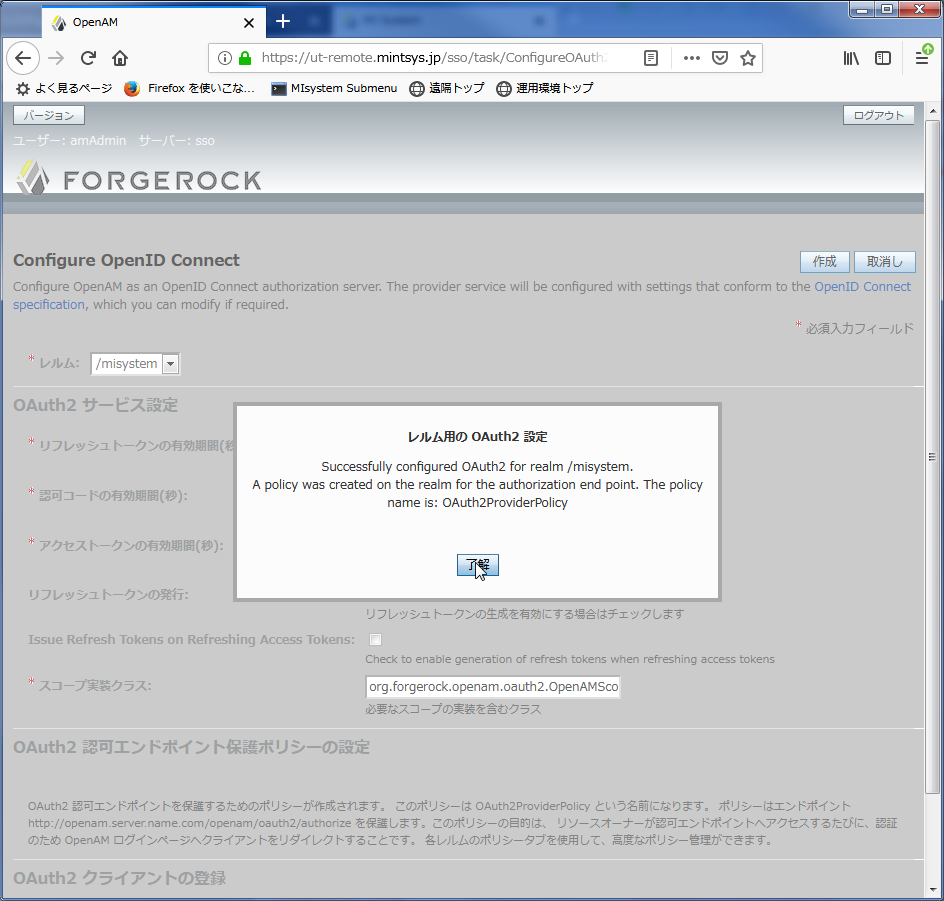 OpenAM
https://ut-remote.mintsys.jp/sso/task/ConfigureOAuth
よく見るページ Firefox を使いこな... MIsystem Submenu 遠隔トップ 運用環境トップ
バージョン ログアウト
ユーザー: amAdmin サーバー: sso
FORGEROCK
Configure OpenID Connect 作成 取消し
Configure OpenAM as an OpenID Connect authorization server. The provider service will be configured with settings that conform to the OpenID Connect
specification, which you can modify if required.
* 必須入力フィールド
* レルム: /misystem
OAuth2 サービス設定
* リフレッシュトークンの有効期間(秒
レルム用の OAuth2 設定
Successfully configured OAuth2 for realm /misystem.
A policy was created on the realm for the authorization end point. The policy
name is: OAuth2ProviderPolicy
了解
* 認可コードの有効期間(秒):
* アクセストークンの有効期間(秒):
リフレッシュトークンの発行:
リフレッシュトークンの生成を有効にする場合はチェックします
Issue Refresh Tokens on Refreshing Access Tokens:
Check to enable generation of refresh tokens when refreshing access tokens
* スコープ実装クラス: org.forgerock.openam.oauth2.OpenAMSco
必要なスコープの実装を含むクラス
OAuth2 認可エンドポイント保護ポリシーの設定
OAuth2 認可エンドポイントを保護するためのポリシーが作成されます。 このポリシーは OAuth2ProviderPolicy という名前になります。 ポリシーはエンドポイント
http://openam.server.name.com/openam/oauth2/authorize を保護します。このポリシーの目的は、 リソースオーナーが認可エンドポイントへアクセスするたびに、認証
のため OpenAM ログインページへクライアントをリダイレクトすることです。 各レルムのポリシータブを使用して、高度なポリシー管理ができます。
OAuth2 クライアントの登録